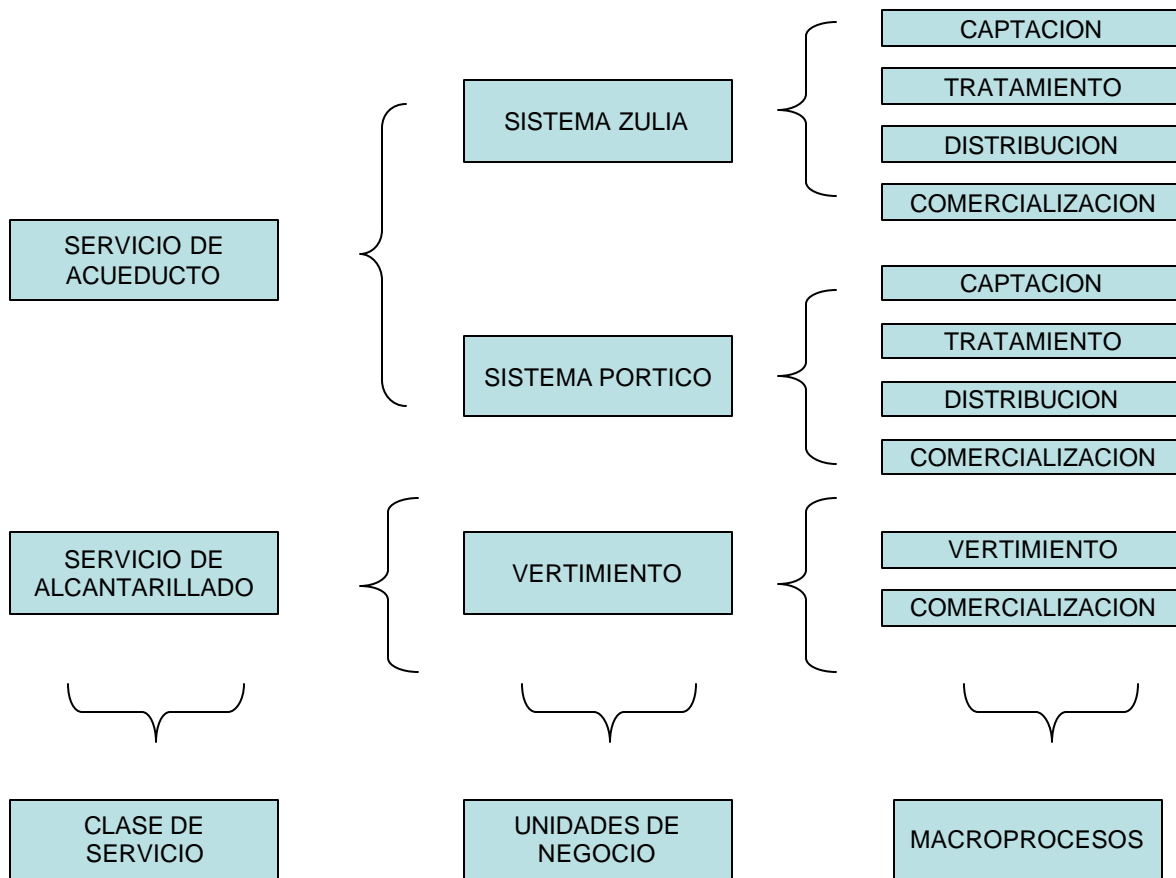 CAPTACION
TRATAMIENTO
DISTRIBUCION
COMERCIALIZACION
SISTEMA ZULIA
SERVICIO DE
ACUEDUCTO
CAPTACION
TRATAMIENTO
DISTRIBUCION
COMERCIALIZACION
SISTEMA PORTICO
SERVICIO DE
ALCANTARILLADO
VERTIMIENTO
VERTIMIENTO
COMERCIALIZACION
CLASE DE
SERVICIO
UNIDADES DE
NEGOCIO
MACROPROCESOS